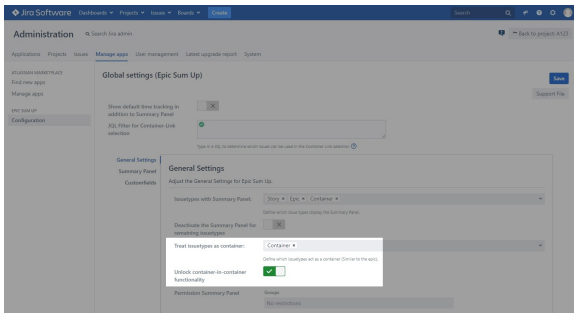 Jira Software Dashboards Projects Issues Boards Create Search
Administration Search Jira admin Back to project: A123
Applications Projects Issues Manage apps User management Latest upgrade report System
ATLASSIAN MARKETPLACE
Find new apps
Manage apps
EPIC SUM UP
Configuration
Global settings (Epic Sum Up)
Save
Support Tip
Show default time tracking in
addition to Summary Panel
JQL Filter for Container-Link
selection
Type in a JQL to determine which issues can be used in the Container-Link selection
General Settings
Summary Panel
Customfields
General Settings
Adjust the General Settings for Epic Sum Up.
Issuetypes with Summary Panel: Story × Epic × Container ×
Define which issue types display the Summary Panel.
Deactivate the Summary Panel for
remaining issuetypes
Treat issuetypes as container: Container ×
Define which issuetypes act as a container (Similar to the epic).
Unlock container-in-container
functionality
Permission Summary Panel Groups
No restrictions